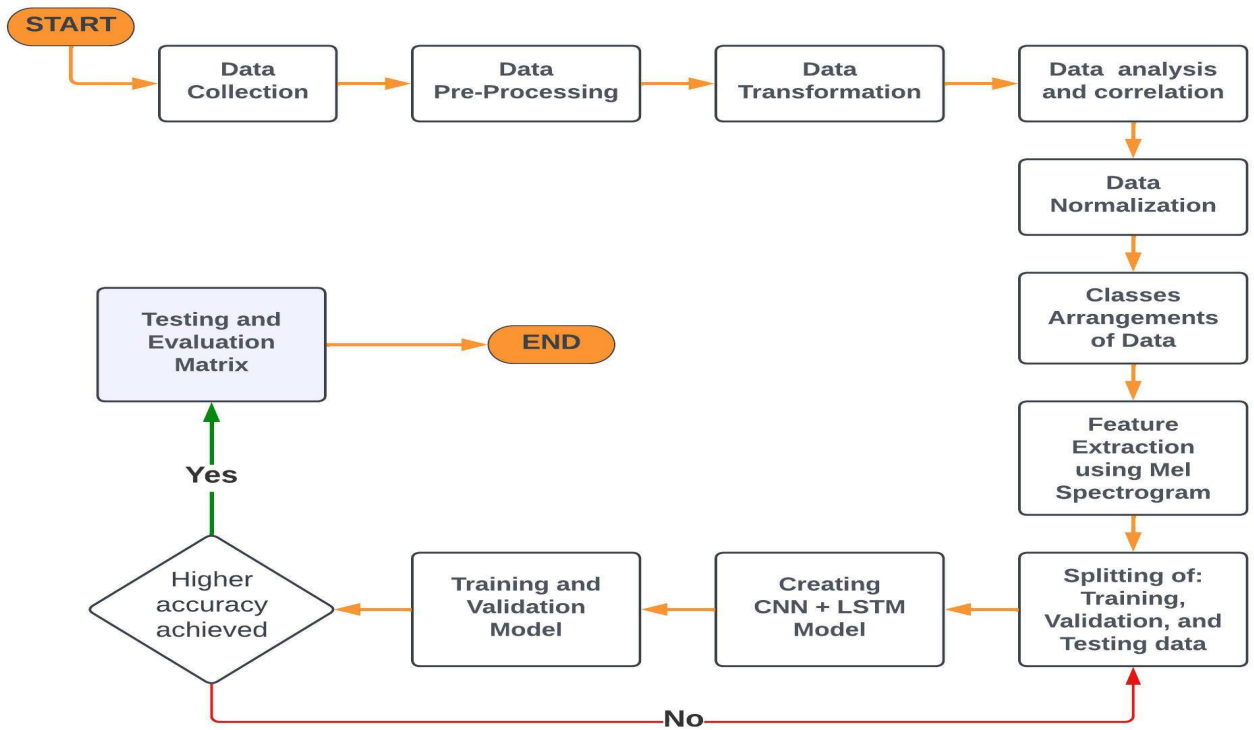 START
Data
Collection
Data
Pre-Processing
Data
Transformation
Data analysis
and correlation
Data
Normalization
Classes
Arrangements
of Data
Feature
Extraction
using Mel
Spectrogram
Splitting of:
Training,
Validation, and
Testing data
Creating
CNN + LSTM
Model
Training and
Validation
Model
Higher
accuracy
achieved
Yes
No
Testing and
Evaluation
Matrix
END